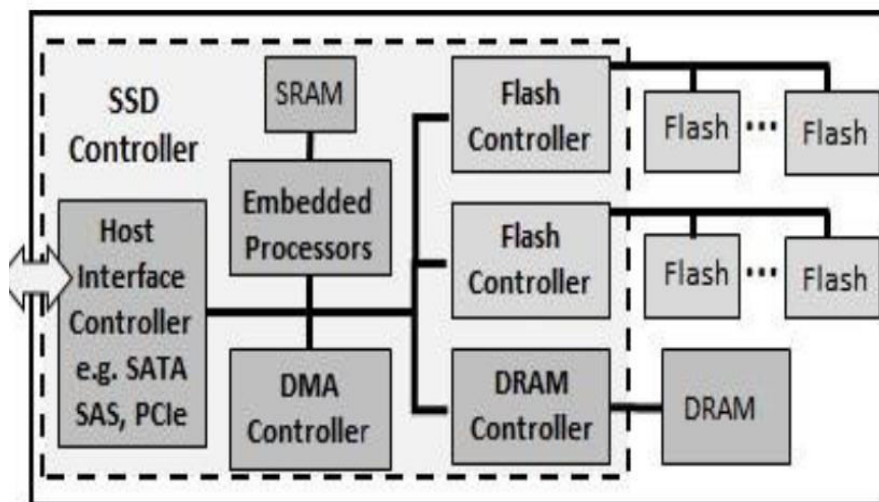 SSD
Controller
SRAM
Embedded
Processors
Host
Interface
Controller
e.g. SATA
SAS, PCIe
DMA
Controller
Flash
Controller
Flash ... Flash
Flash
Controller
Flash ... Flash
DRAM
Controller
DRAM